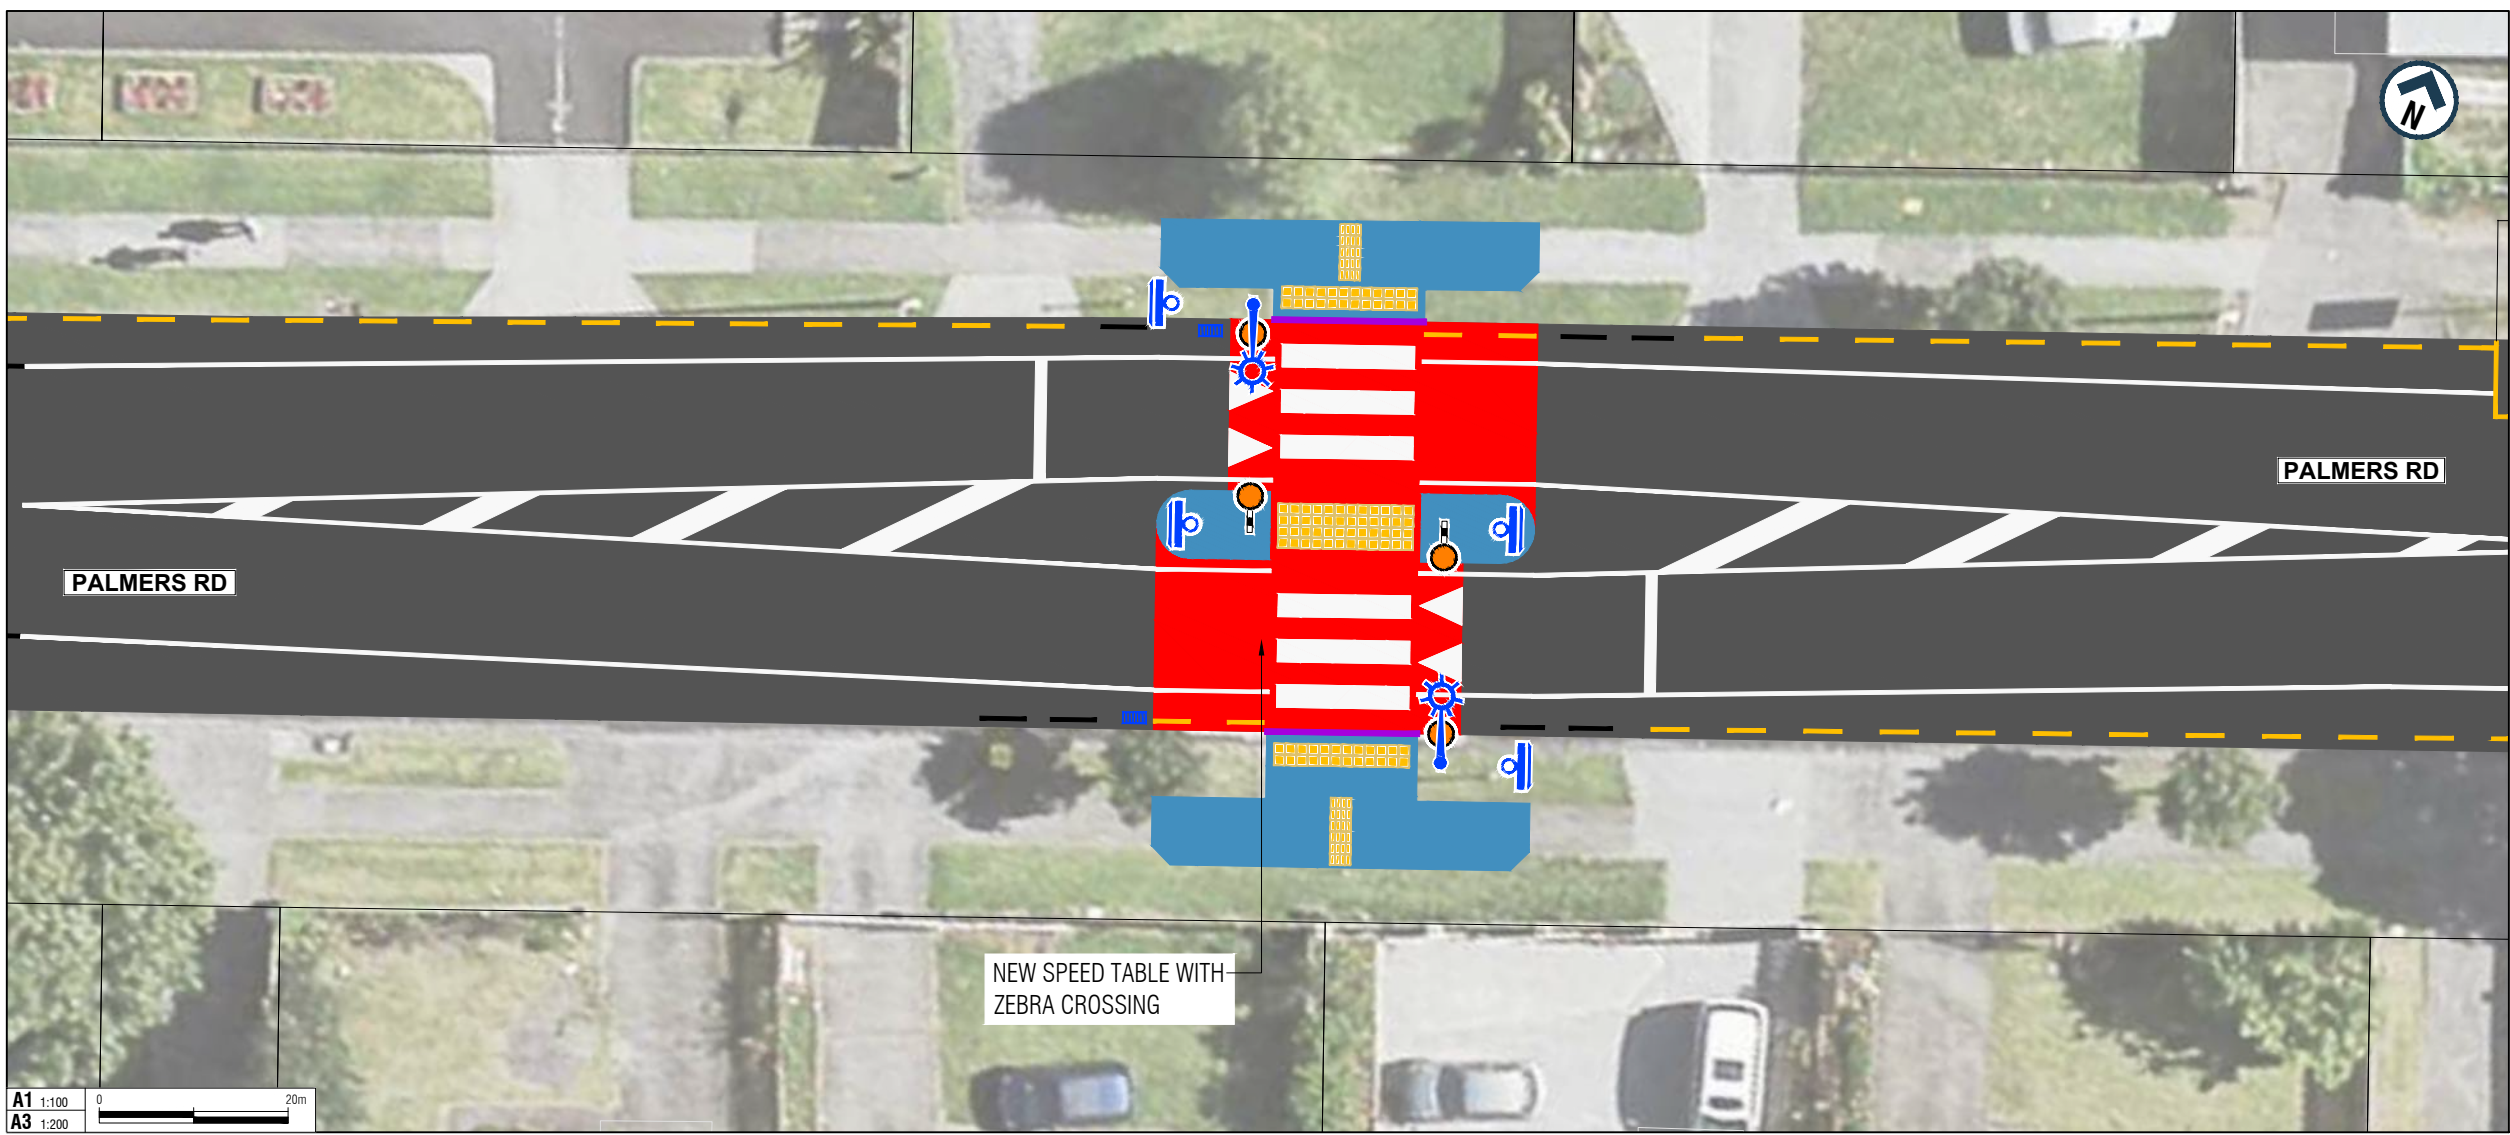 N
PALMERS RD
PALMERS RD
NEW SPEED TABLE WITH
ZEBRA CROSSING
A1 1:100
A3 1:200
0 20m